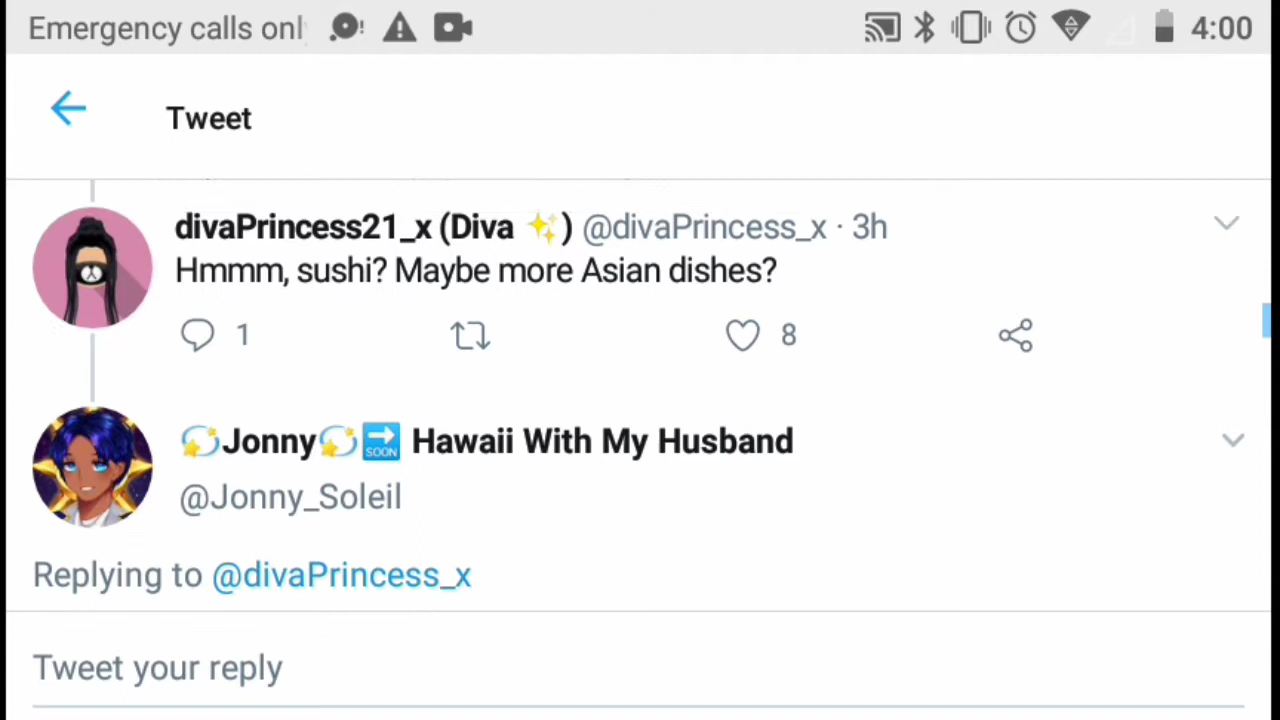 Emergency calls onl
4:00
Tweet
divaPrincess21_x (Diva ✨) @divaPrincess_x · 3h
Hmmm, sushi? Maybe more Asian dishes?
1
8
💫Jonny💫🔜 Hawaii With My Husband
@Jonny_Soleil
Replying to @divaPrincess_x
Tweet your reply